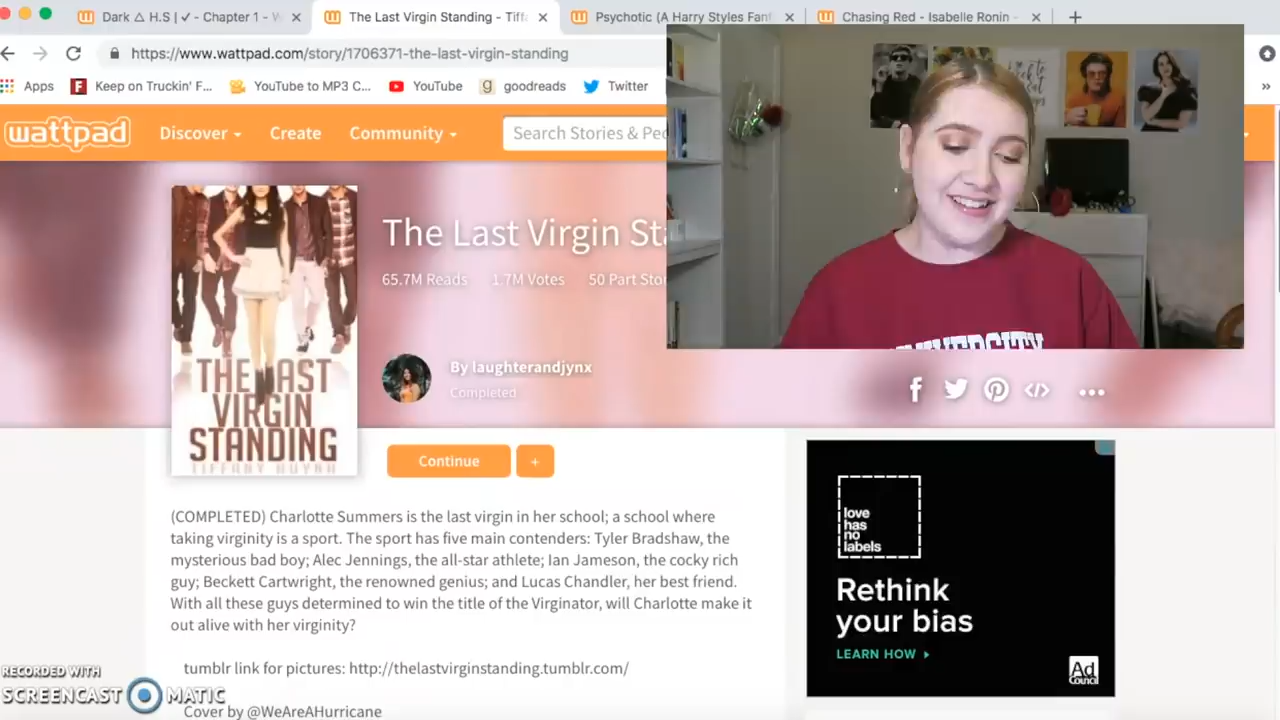 Dark △ H.S | ✓ - Chapter 1 - W
The Last Virgin Standing - Tiff
Psychotic (A Harry Styles Fanf
Chasing Red - Isabelle Ronin -
https://www.wattpad.com/story/1706371-the-last-virgin-standing
Apps
Keep on Truckin' F...
YouTube to MP3 C...
YouTube
goodreads
Twitter
»
wattpad
Discover
Create
Community
Search Stories & Peo
The Last Virgin Sta
65.7M Reads
1.7M Votes
50 Part Sto
By laughterandjynx
Completed
THE LAST
VIRGIN
STANDING
TIFFANY HUYNH
UNIVERSITY
Continue
+
(COMPLETED) Charlotte Summers is the last virgin in her school; a school where
taking virginity is a sport. The sport has five main contenders: Tyler Bradshaw, the
mysterious bad boy; Alec Jennings, the all-star athlete; Ian Jameson, the cocky rich
guy; Beckett Cartwright, the renowned genius; and Lucas Chandler, her best friend.
With all these guys determined to win the title of the Virginator, will Charlotte make it
out alive with her virginity?
tumblr link for pictures: http://thelastvirginstanding.tumblr.com/
Cover by @WeAreAHurricane
love
has
no
labels
Rethink
your bias
LEARN HOW
Ad
Council
RECORDED WITH
SCREENCAST MATIC